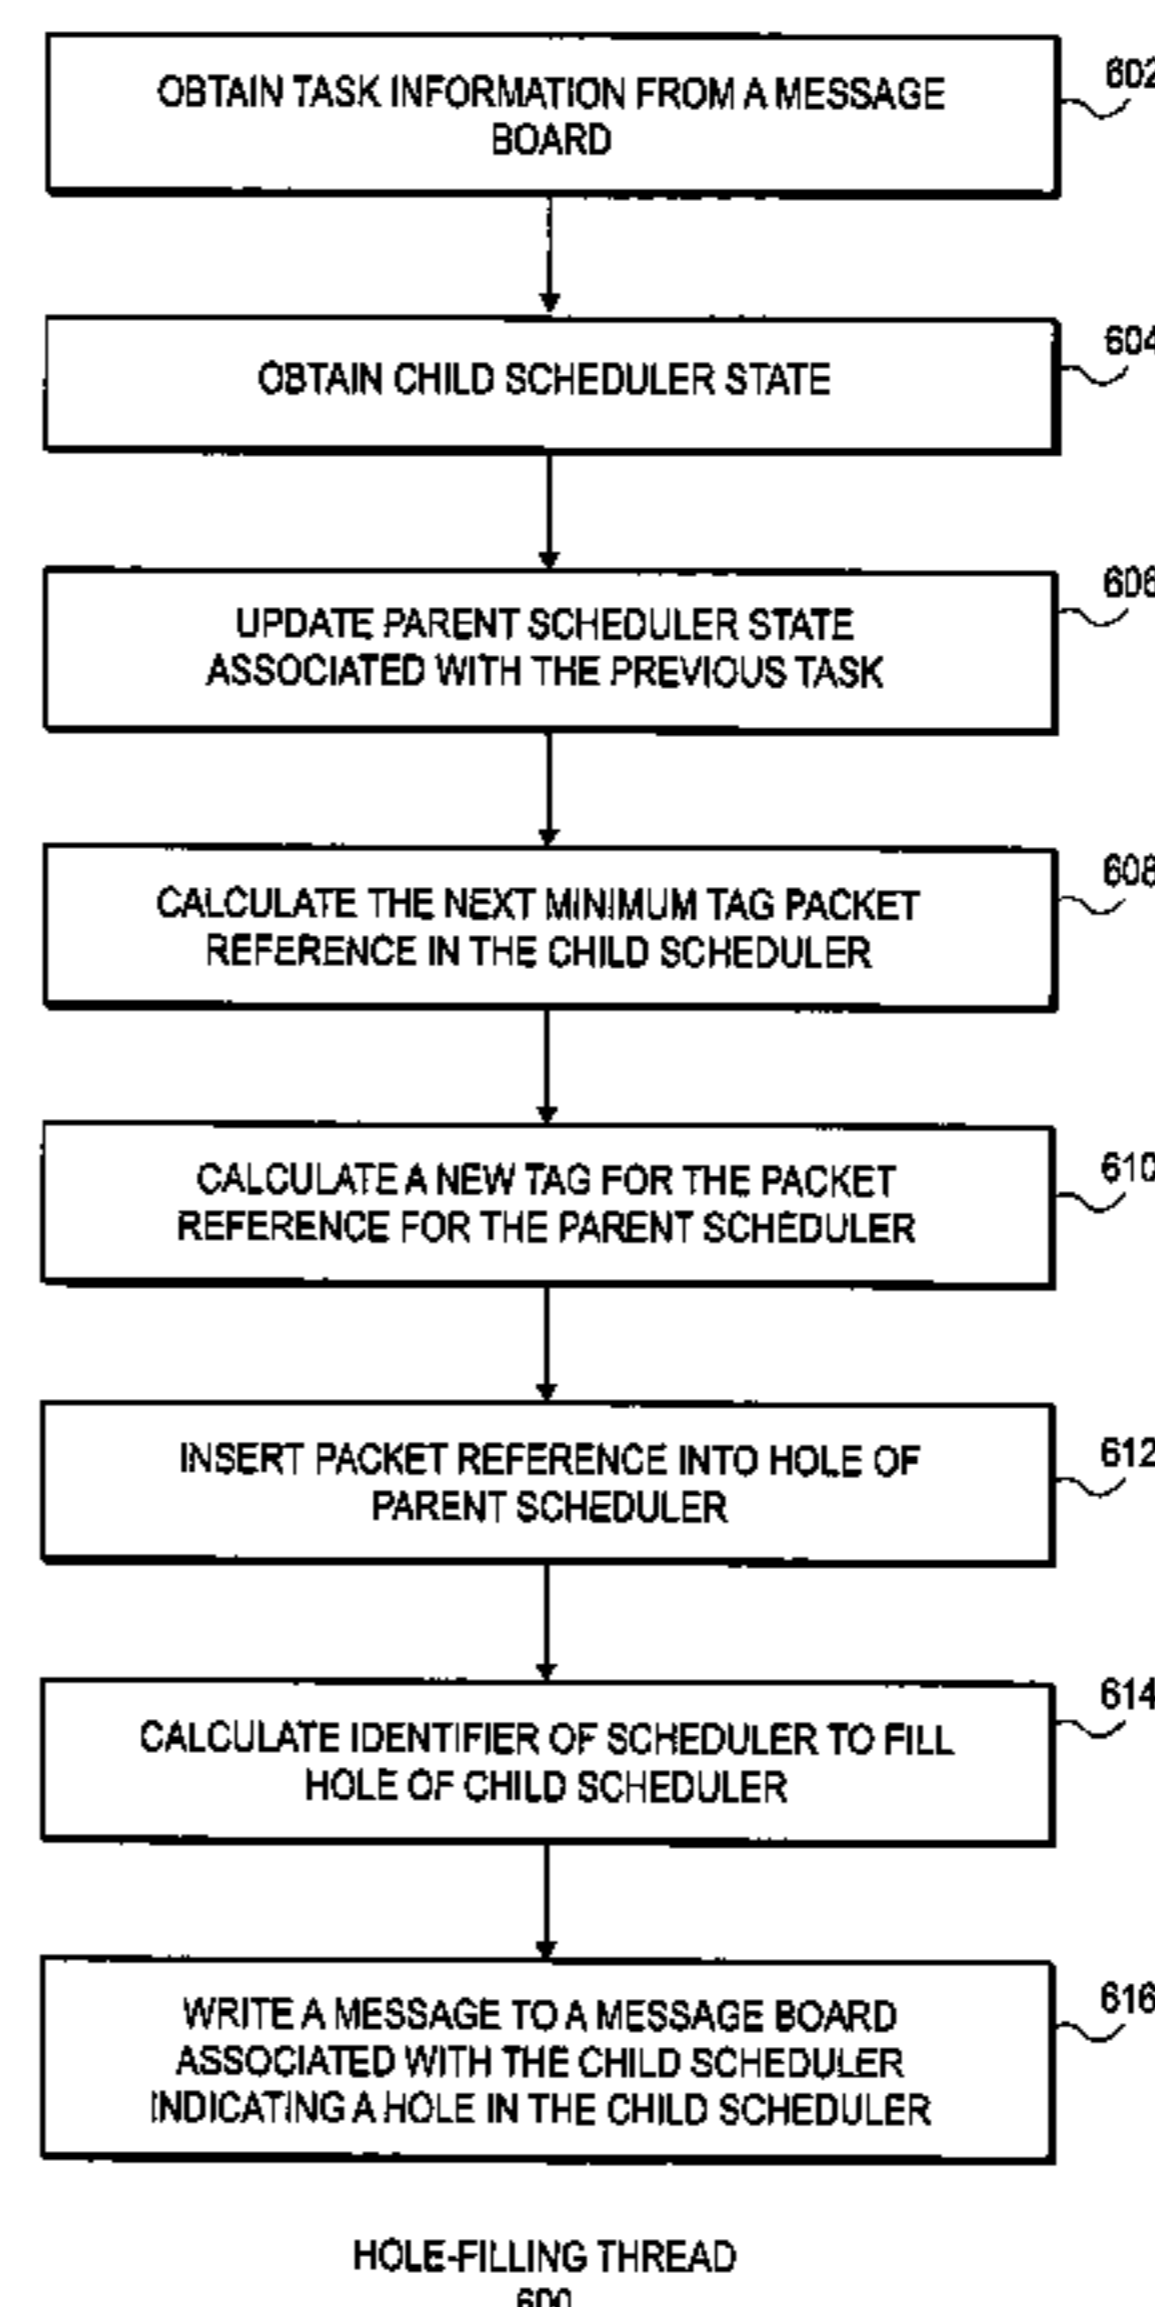 OBTAIN TASK INFORMATION FROM A MESSAGE
BOARD
602
OBTAIN CHILD SCHEDULER STATE
604
UPDATE PARENT SCHEDULER STATE
ASSOCIATED WITH THE PREVIOUS TASK
606
CALCULATE THE NEXT MINIMUM TAG PACKET
REFERENCE IN THE CHILD SCHEDULER
608
CALCULATE A NEW TAG FOR THE PACKET
REFERENCE FOR THE PARENT SCHEDULER
610
INSERT PACKET REFERENCE INTO HOLE OF
PARENT SCHEDULER
612
CALCULATE IDENTIFIER OF SCHEDULER TO FILL
HOLE OF CHILD SCHEDULER
614
WRITE A MESSAGE TO A MESSAGE BOARD
ASSOCIATED WITH THE CHILD SCHEDULER
INDICATING A HOLE IN THE CHILD SCHEDULER
616
HOLE-FILLING THREAD
600